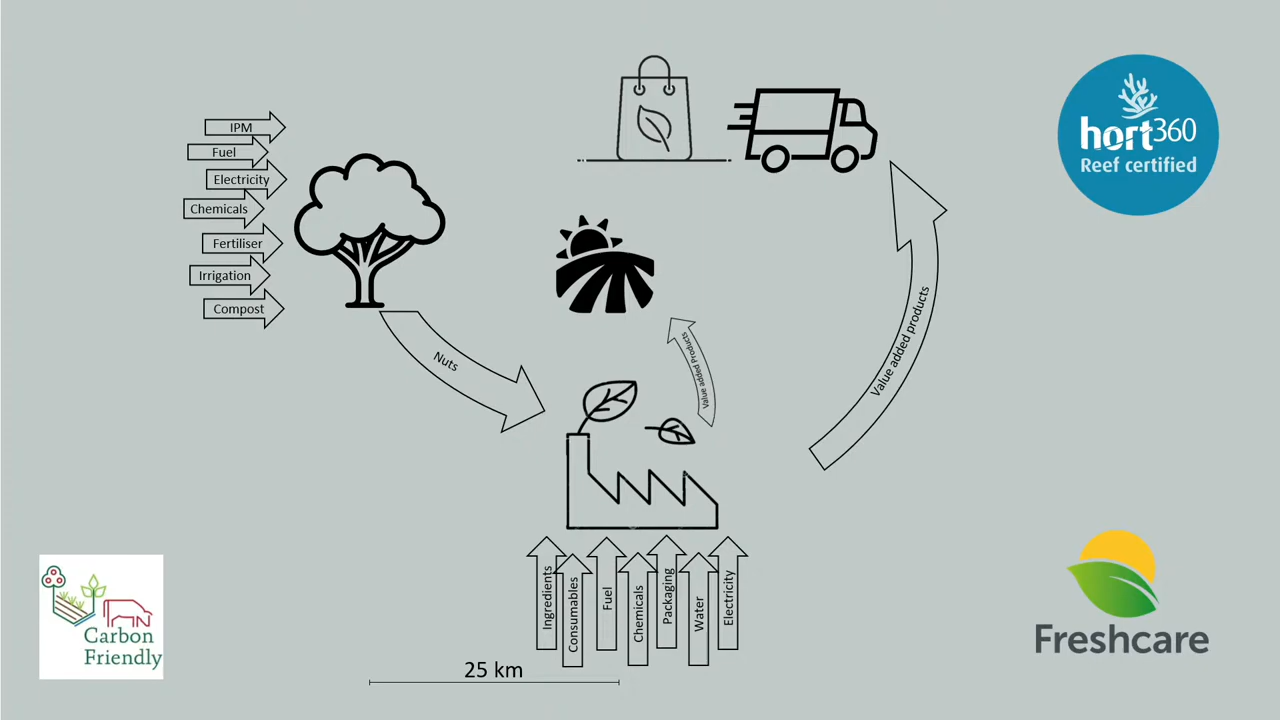 IPM
Fuel
Electricity
Chemicals
Fertiliser
Irrigation
Compost
Nuts
Value added Products
Value added products
hort360
Reef certified
Ingredients
Consumables
Fuel
Chemicals
Packaging
Water
Electricity
25 km
Carbon
Friendly
Freshcare